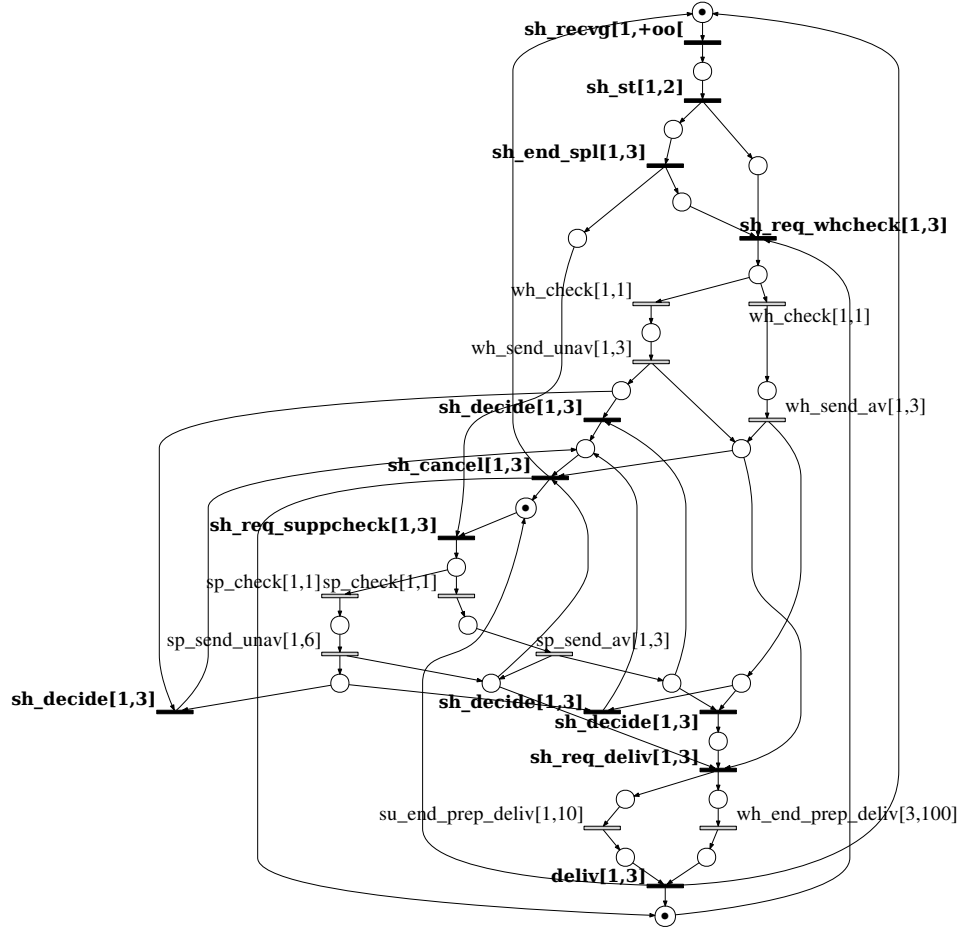 sh_recvg[1,+oo[
sh_st[1,2]
sh_end_spl[1,3]
sh_req_whcheck[1,3]
wh_check[1,1]
wh_check[1,1]
wh_send_unav[1,3]
sh_decide[1,3]
wh_send_av[1,3]
sh_cancel[1,3]
sh_req_suppcheck[1,3]
sp_check[1,1]
sp_check[1,1]
sp_send_unav[1,6]
sp_send_av[1,3]
sh_decide[1,3]
sh_decide[1,3]
sh_decide[1,3]
sh_req_deliv[1,3]
su_end_prep_deliv[1,10]
wh_end_prep_deliv[3,100]
deliv[1,3]